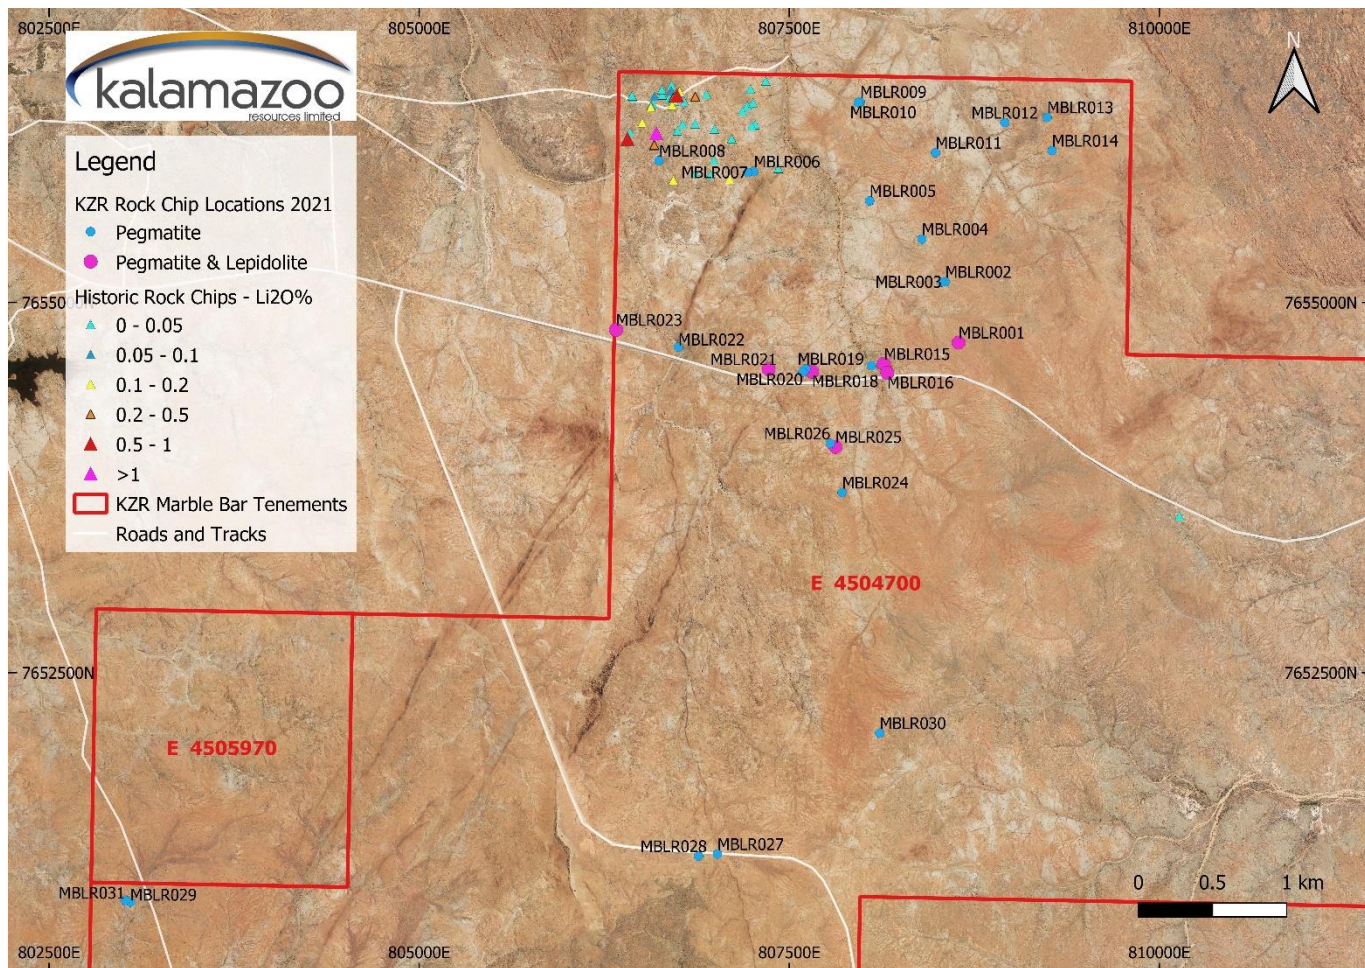 802500E 805000E 807500E 810000E
kalamazoo
resources limited
N
Legend
KZR Rock Chip Locations 2021
Pegmatite
Pegmatite & Lepidolite
Historic Rock Chips - Li2O%
0 - 0.05
0.05 - 0.1
0.1 - 0.2
0.2 - 0.5
0.5 - 1
>1
KZR Marble Bar Tenements
Roads and Tracks
MBLR009
MBLR010
MBLR012 MBLR013
MBLR011 MBLR014
MBLR008 MBLR006
MBLR007
MBLR005
MBLR004
MBLR003 MBLR002
7655000N 7655000N
MBLR023
MBLR022 MBLR001
MBLR021 MBLR019 MBLR015
MBLR020 MBLR018 MBLR016
MBLR026 MBLR025
MBLR024
E 4504700
7652500N 7652500N
E 4505970
MBLR030
MBLR028 MBLR027
MBLR031 MBLR029
0 0.5 1 km
802500E 805000E 807500E 810000E